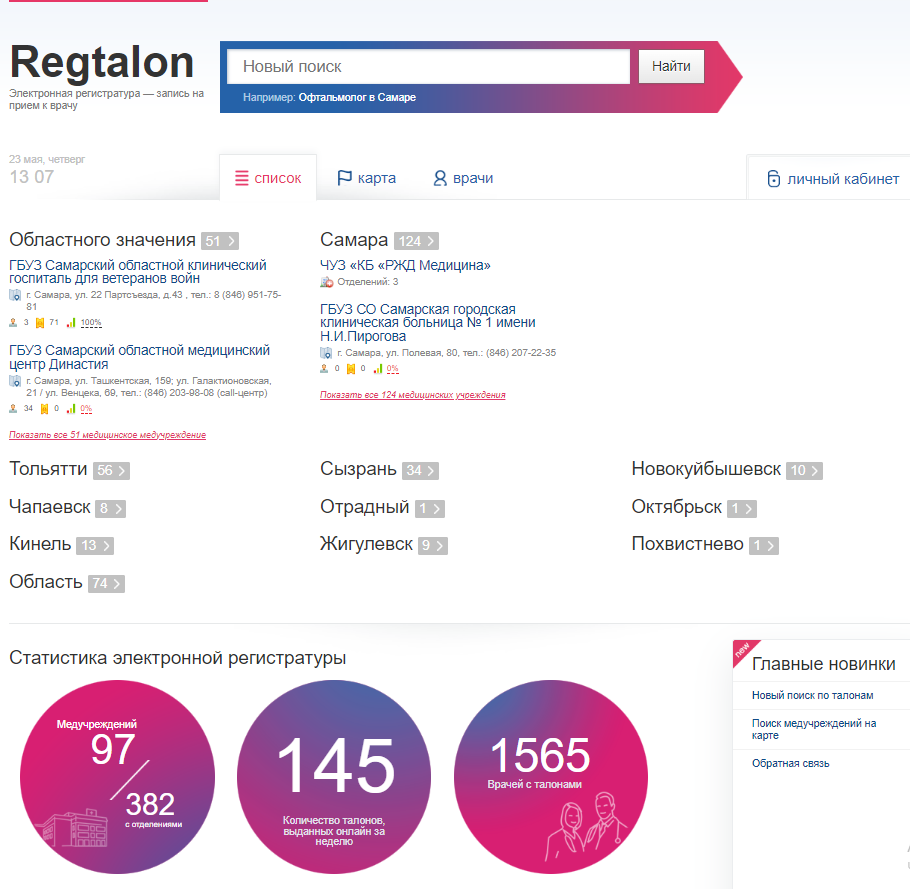 Regtalon
Электронная регистратура — запись на
прием к врачу
Новый поиск
Найти
Например: Офтальмолог в Самаре
23 мая, четверг
13 07
список
карта
врачи
личный кабинет
Областного значения 51
ГБУЗ Самарский областной клинический
госпиталь для ветеранов войн
г. Самара, ул. 22 Партсъезда, д.43 , тел.: 8 (846) 951-75-
81
3 71 100%
ГБУЗ Самарский областной медицинский
центр Династия
г. Самара, ул. Ташкентская, 159; ул. Галактионовская,
21 / ул. Венцека, 69, тел.: (846) 203-98-08 (call-центр)
34 0 0%
Показать все 51 медицинское медучреждение
Самара 124
ЧУЗ «КБ «РЖД Медицина»
Отделений: 3
ГБУЗ СО Самарская городская
клиническая больница № 1 имени
Н.И.Пирогова
г. Самара, ул. Полевая, 80, тел.: (846) 207-22-35
0 0 0%
Показать все 124 медицинских учреждения
Тольятти 56
Сызрань 34
Новокуйбышевск 10
Чапаевск 8
Отрадный 1
Октябрьск 1
Кинель 13
Жигулевск 9
Похвистнево 1
Область 74
Статистика электронной регистратуры
Медучреждений
97
382
с отделениями
145
Количество талонов,
выданных онлайн за
неделю
1565
Врачей с талонами
new
Главные новинки
Новый поиск по талонам
Поиск медучреждений на
карте
Обратная связь